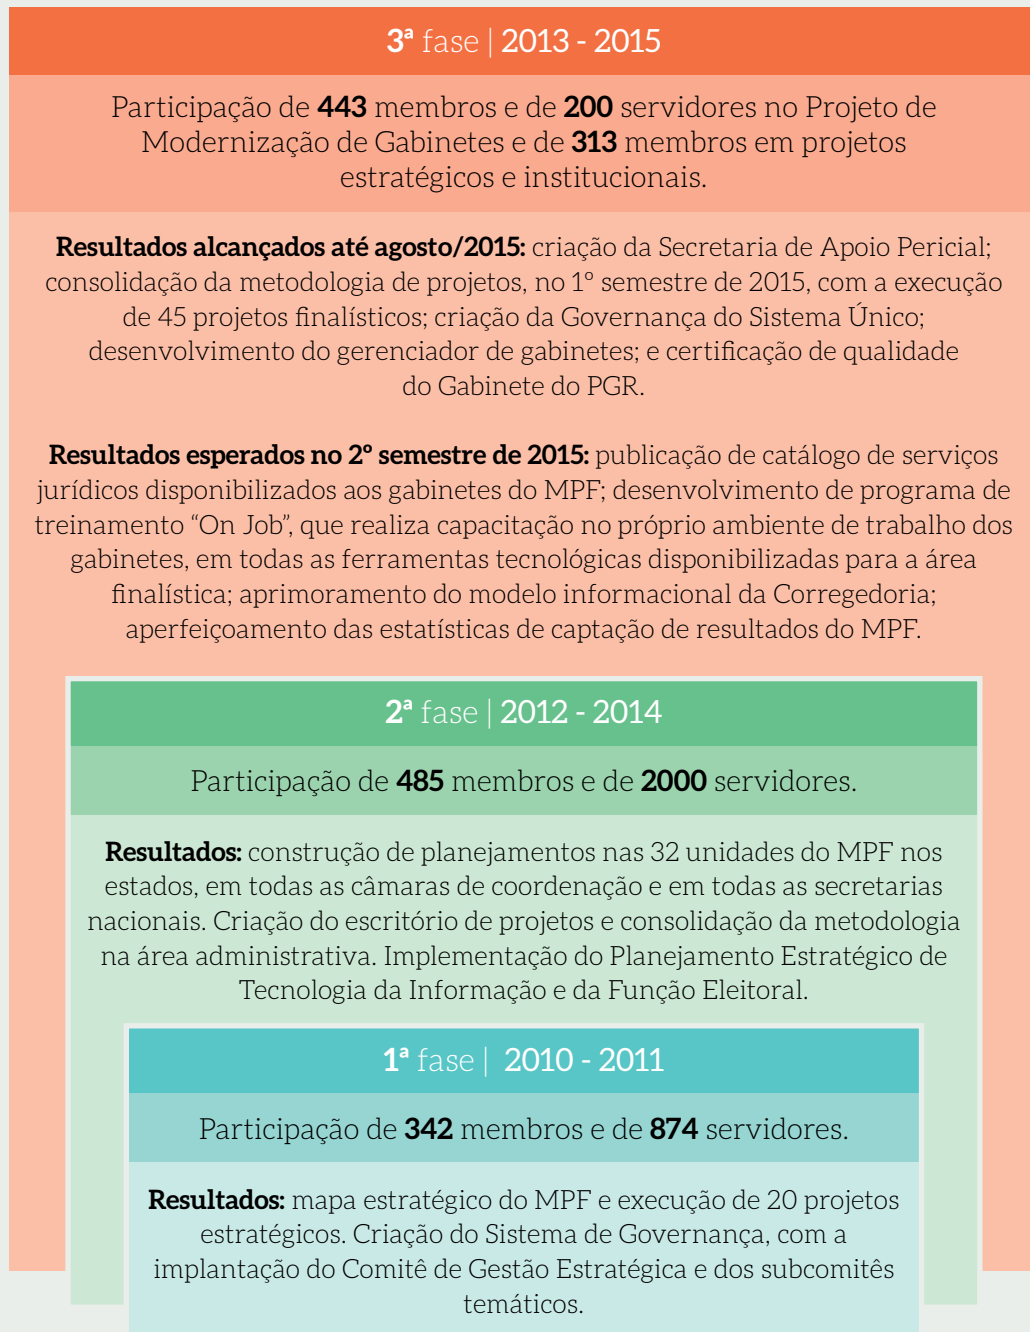 3ª fase | 2013 - 2015
Participação de 443 membros e de 200 servidores no Projeto de
Modernização de Gabinetes e de 313 membros em projetos
estratégicos e institucionais.
Resultados alcançados até agosto/2015: criação da Secretaria de Apoio Pericial;
consolidação da metodologia de projetos, no 1º semestre de 2015, com a execução
de 45 projetos finalísticos; criação da Governança do Sistema Único;
desenvolvimento do gerenciador de gabinetes; e certificação de qualidade
do Gabinete do PGR.
Resultados esperados no 2º semestre de 2015: publicação de catálogo de serviços
jurídicos disponibilizados aos gabinetes do MPF; desenvolvimento de programa de
treinamento “On Job”, que realiza capacitação no próprio ambiente de trabalho dos
gabinetes, em todas as ferramentas tecnológicas disponibilizadas para a área
finalística; aprimoramento do modelo informacional da Corregedoria;
aperfeiçoamento das estatísticas de captação de resultados do MPF.
2ª fase | 2012 - 2014
Participação de 485 membros e de 2000 servidores.
Resultados: construção de planejamentos nas 32 unidades do MPF nos
estados, em todas as câmaras de coordenação e em todas as secretarias
nacionais. Criação do escritório de projetos e consolidação da metodologia
na área administrativa. Implementação do Planejamento Estratégico de
Tecnologia da Informação e da Função Eleitoral.
1ª fase | 2010 - 2011
Participação de 342 membros e de 874 servidores.
Resultados: mapa estratégico do MPF e execução de 20 projetos
estratégicos. Criação do Sistema de Governança, com a
implantação do Comitê de Gestão Estratégica e dos subcomitês
temáticos.